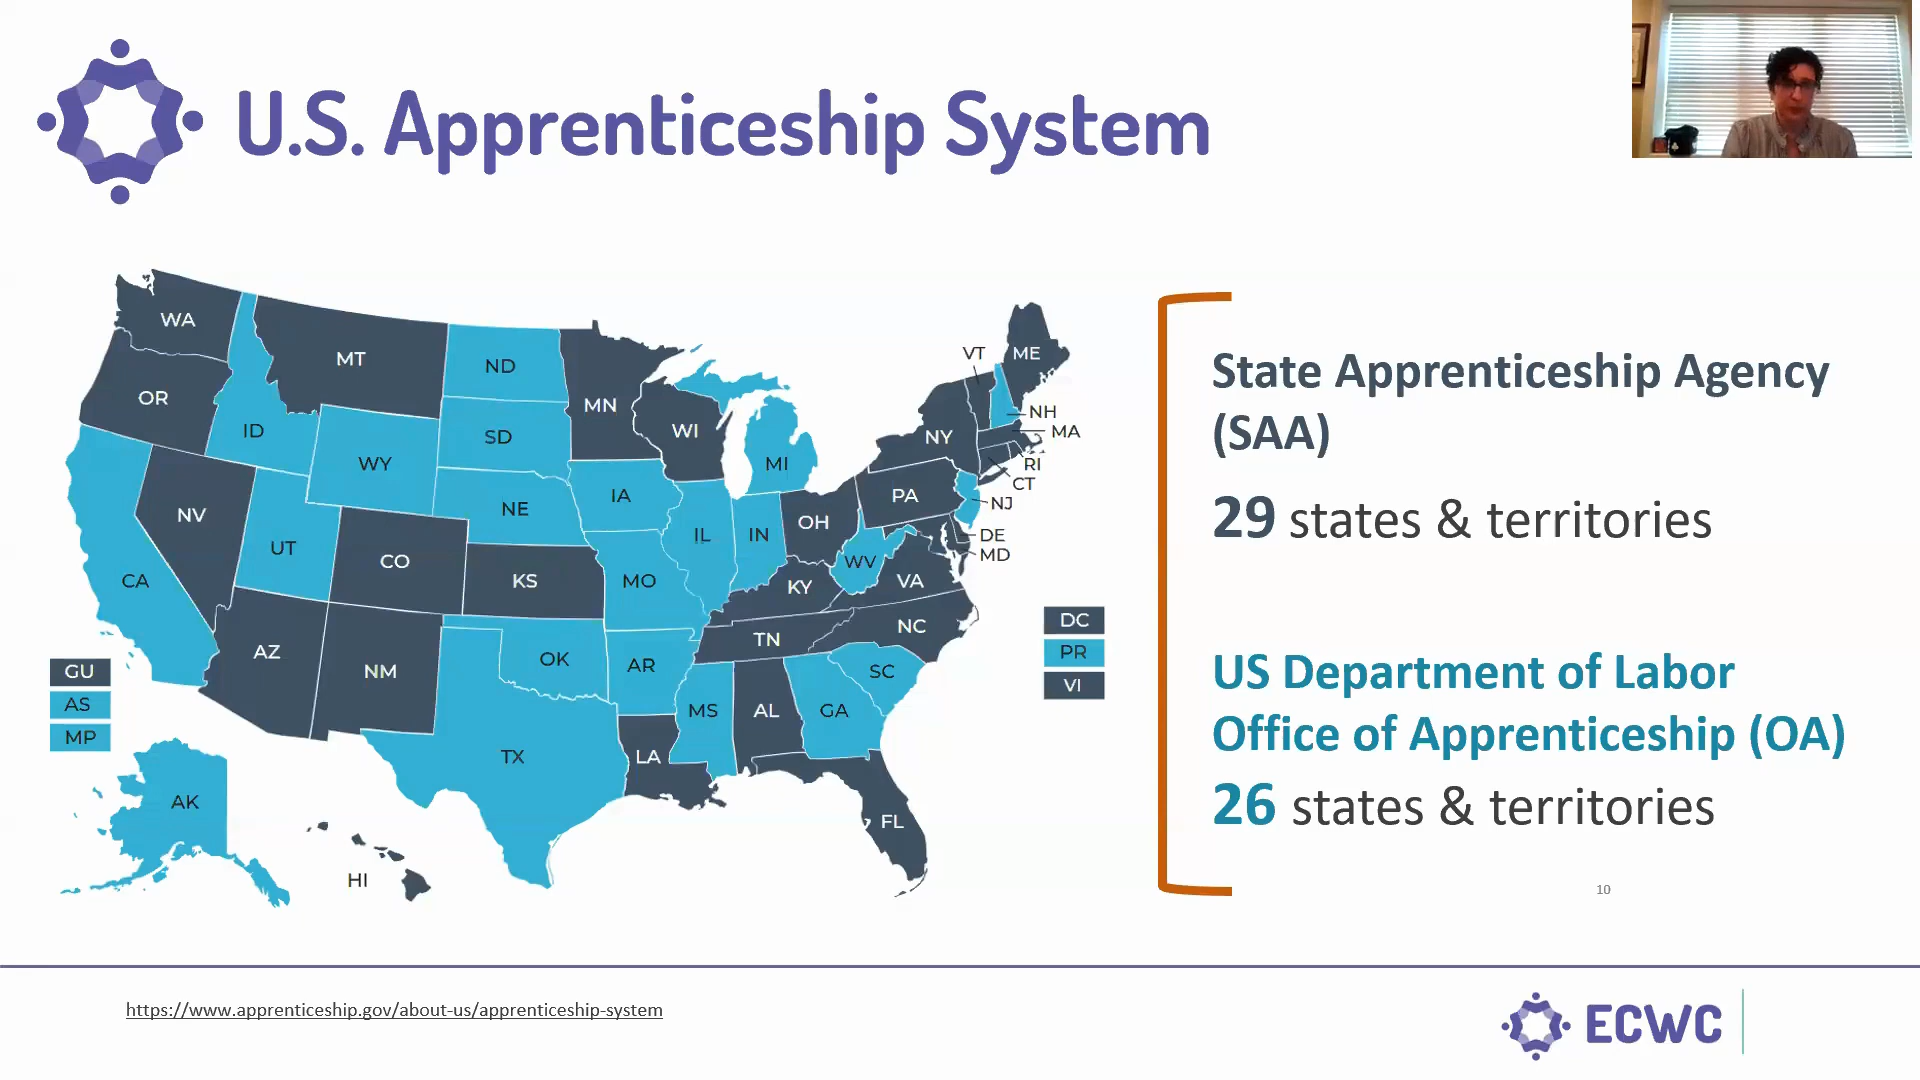 U.S. Apprenticeship System
WA
MT
ND
MN
VT
ME
OR
ID
SD
WI
NY
NH
MA
WY
MI
RI
CT
NV
NE
IA
PA
NJ
UT
CO
KS
IL
IN
OH
DE
MD
CA
MO
WV
VA
KY
AZ
NM
OK
AR
TN
NC
SC
MS
AL
GA
TX
LA
FL
GU
AS
MP
AK
HI
DC
PR
VI
State Apprenticeship Agency
(SAA)
29 states & territories
US Department of Labor
Office of Apprenticeship (OA)
26 states & territories
10
https://www.apprenticeship.gov/about-us/apprenticeship-system
ECWC